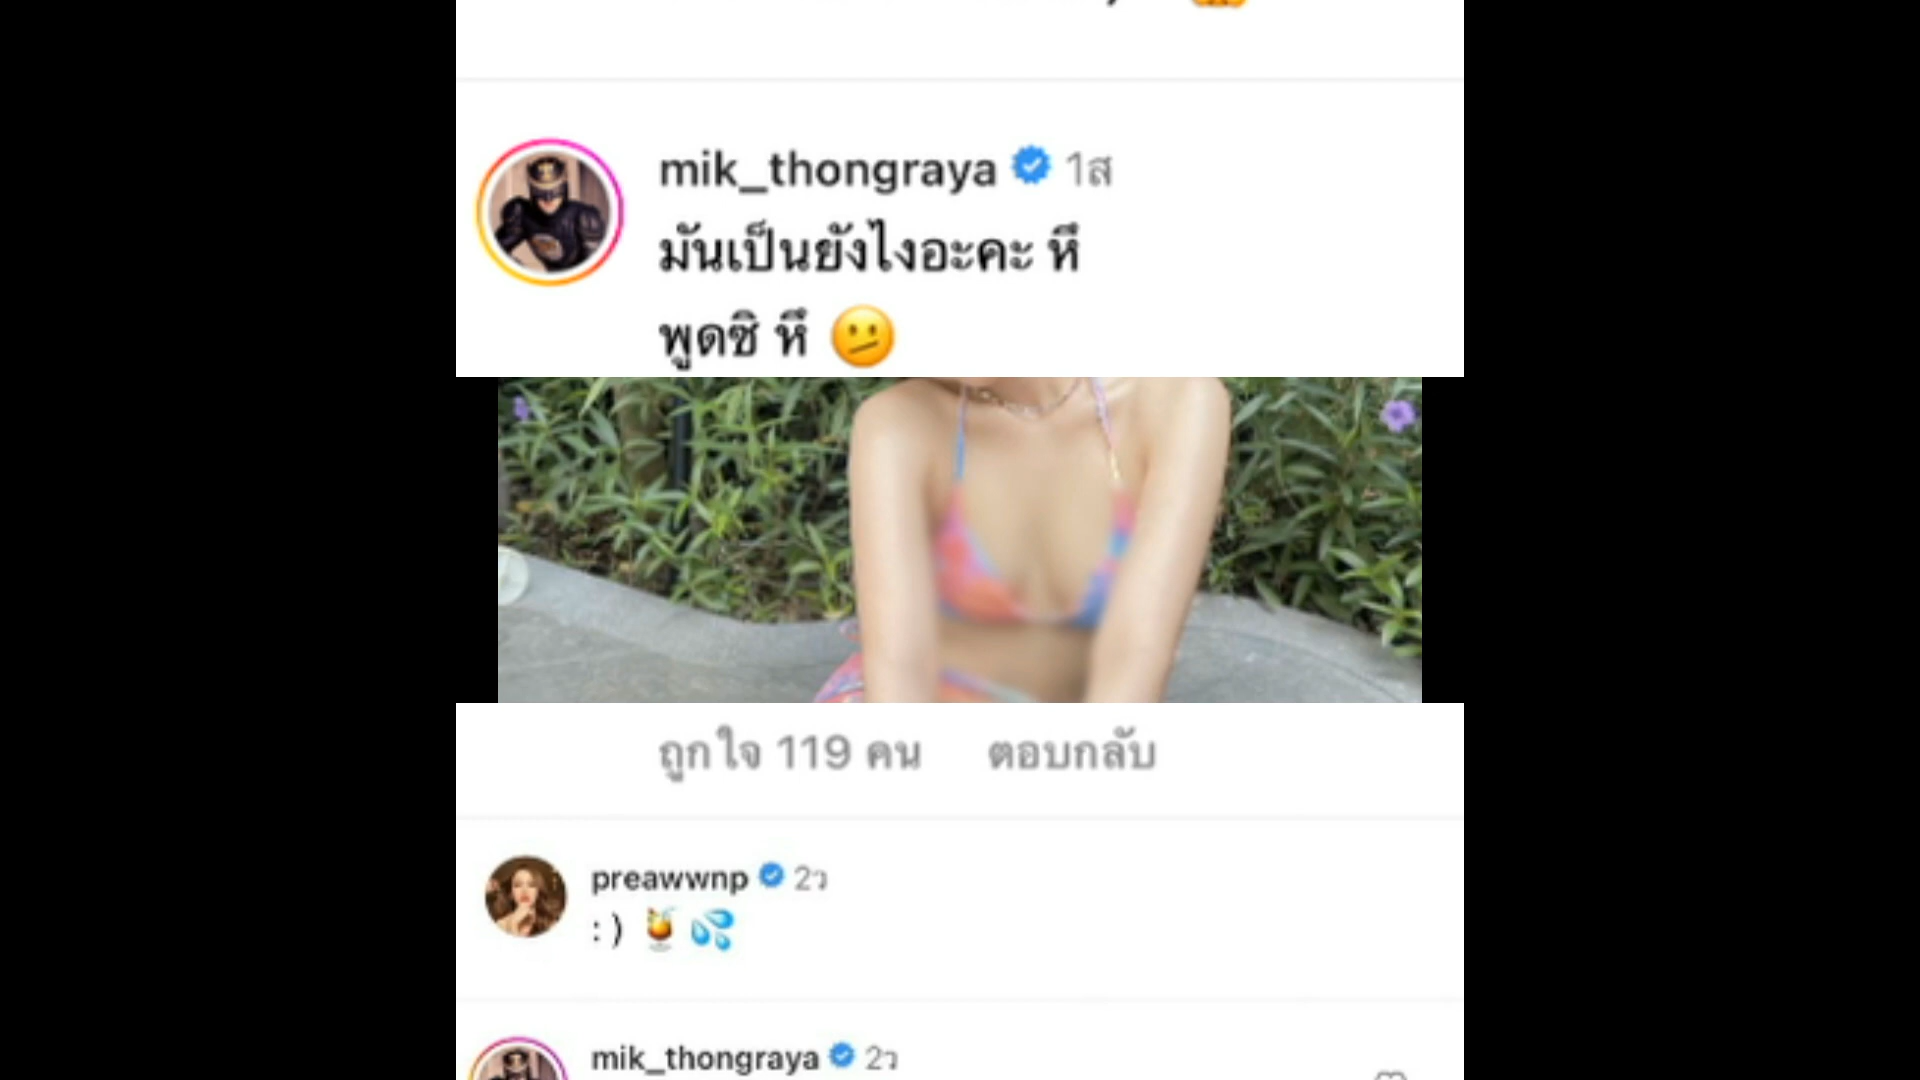 mik_thongraya 1ส
มันเป็นยังไงอะคะ หึ
พูดซิ หึ
ถูกใจ 119 คน ตอบกลับ
preawwnp 2ว
:)
mik_thongraya 2ว